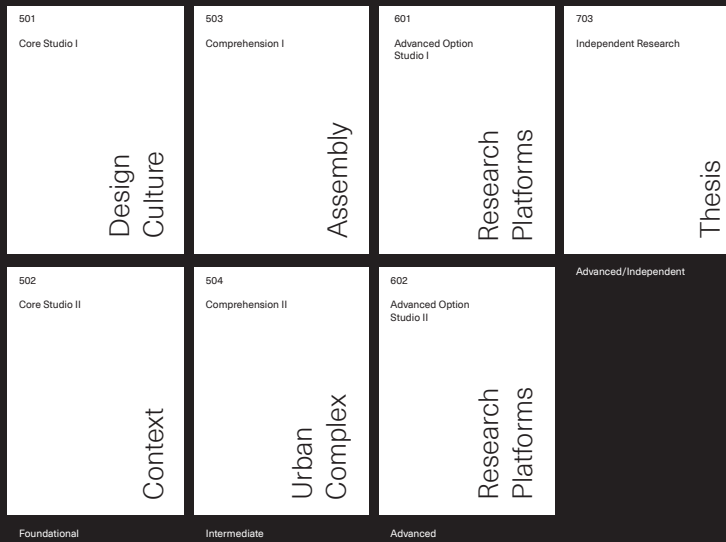 501
Core Studio I
Design
Culture
503
Comprehension I
Assembly
601
Advanced Option
Studio I
Research
Platforms
703
Independent Research
Thesis
502
Core Studio II
Context
504
Comprehension II
Urban
Complex
602
Advanced Option
Studio II
Research
Platforms
Advanced/Independent
Foundational
Intermediate
Advanced